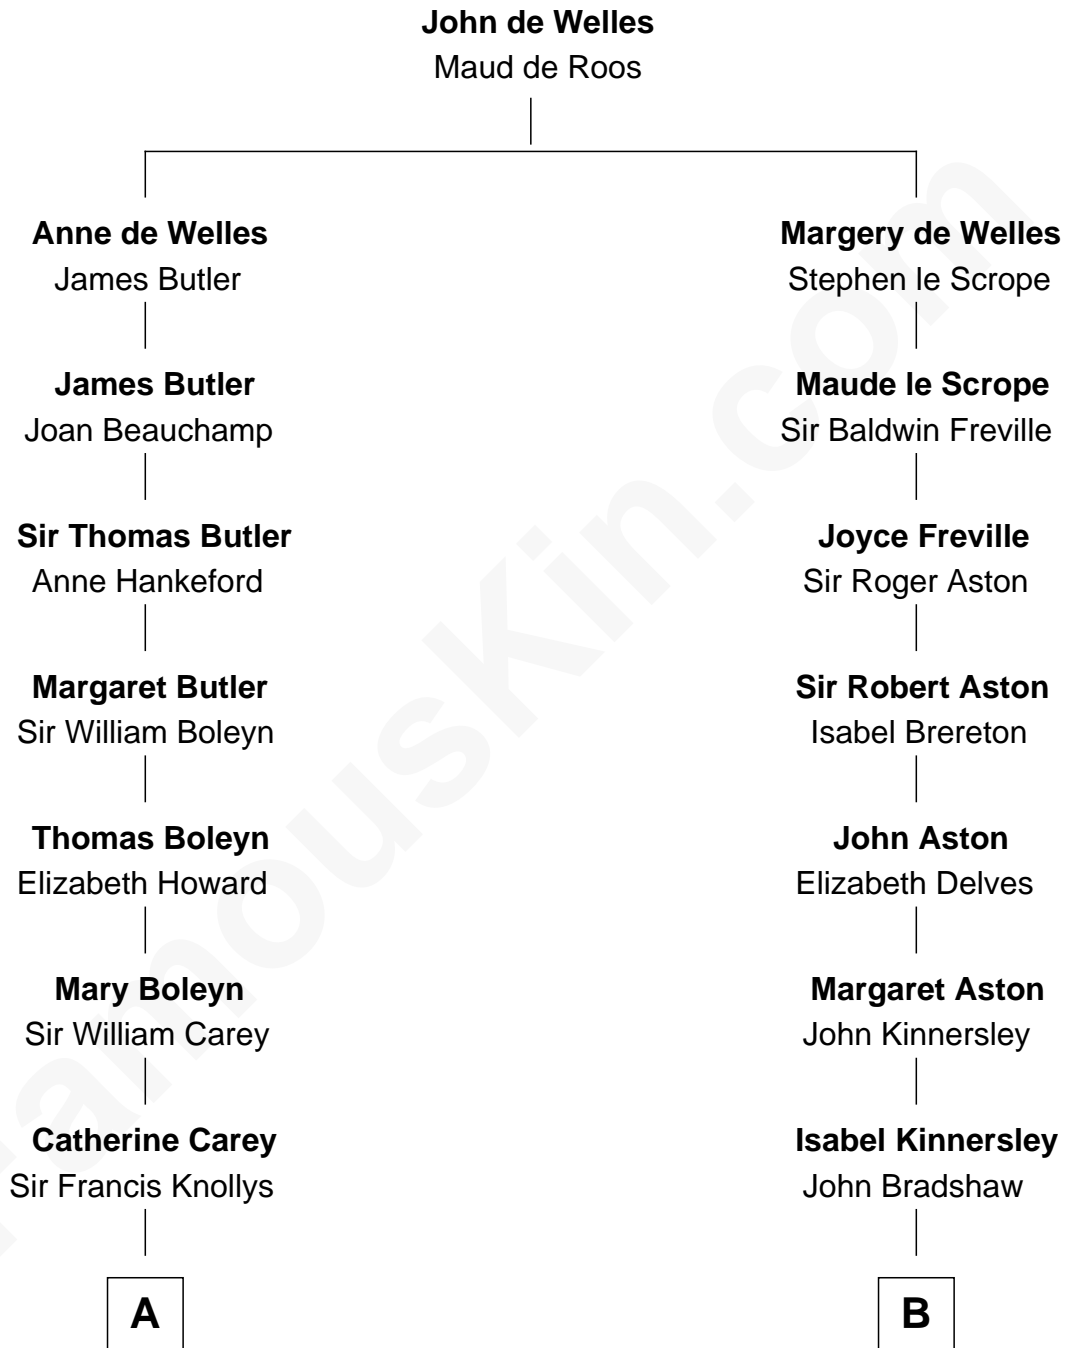 John de Welles
Maud de Roos
Anne de Welles
James Butler
James Butler
Joan Beauchamp
Sir Thomas Butler
Anne Hankeford
Margaret Butler
Sir William Boleyn
Thomas Boleyn
Elizabeth Howard
Mary Boleyn
Sir William Carey
Catherine Carey
Sir Francis Knollys
A
Margery de Welles
Stephen le Scrope
Maude le Scrope
Sir Baldwin Freville
Joyce Freville
Sir Roger Aston
Sir Robert Aston
Isabel Brereton
John Aston
Elizabeth Delves
Margaret Aston
John Kinnersley
Isabel Kinnersley
John Bradshaw
B
FamousKin.com